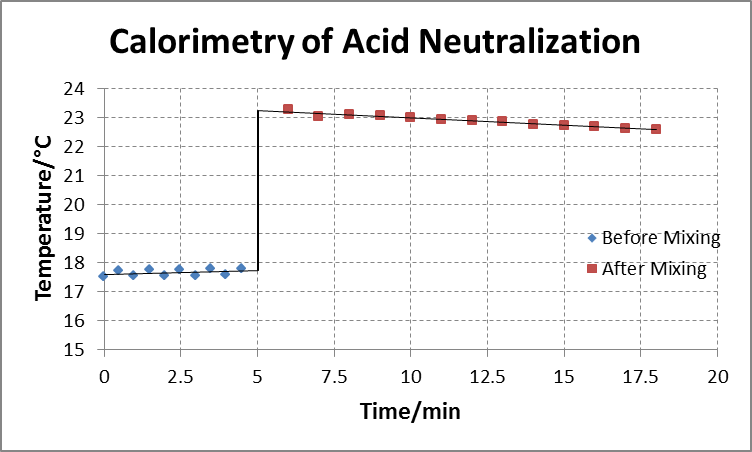 Calorimetry of Acid Neutralization
24
23
22
21
20
19
18
17
16
15
Temperature/°C
Before Mixing
After Mixing
0 2.5 5 7.5 10 12.5 15 17.5 20
Time/min